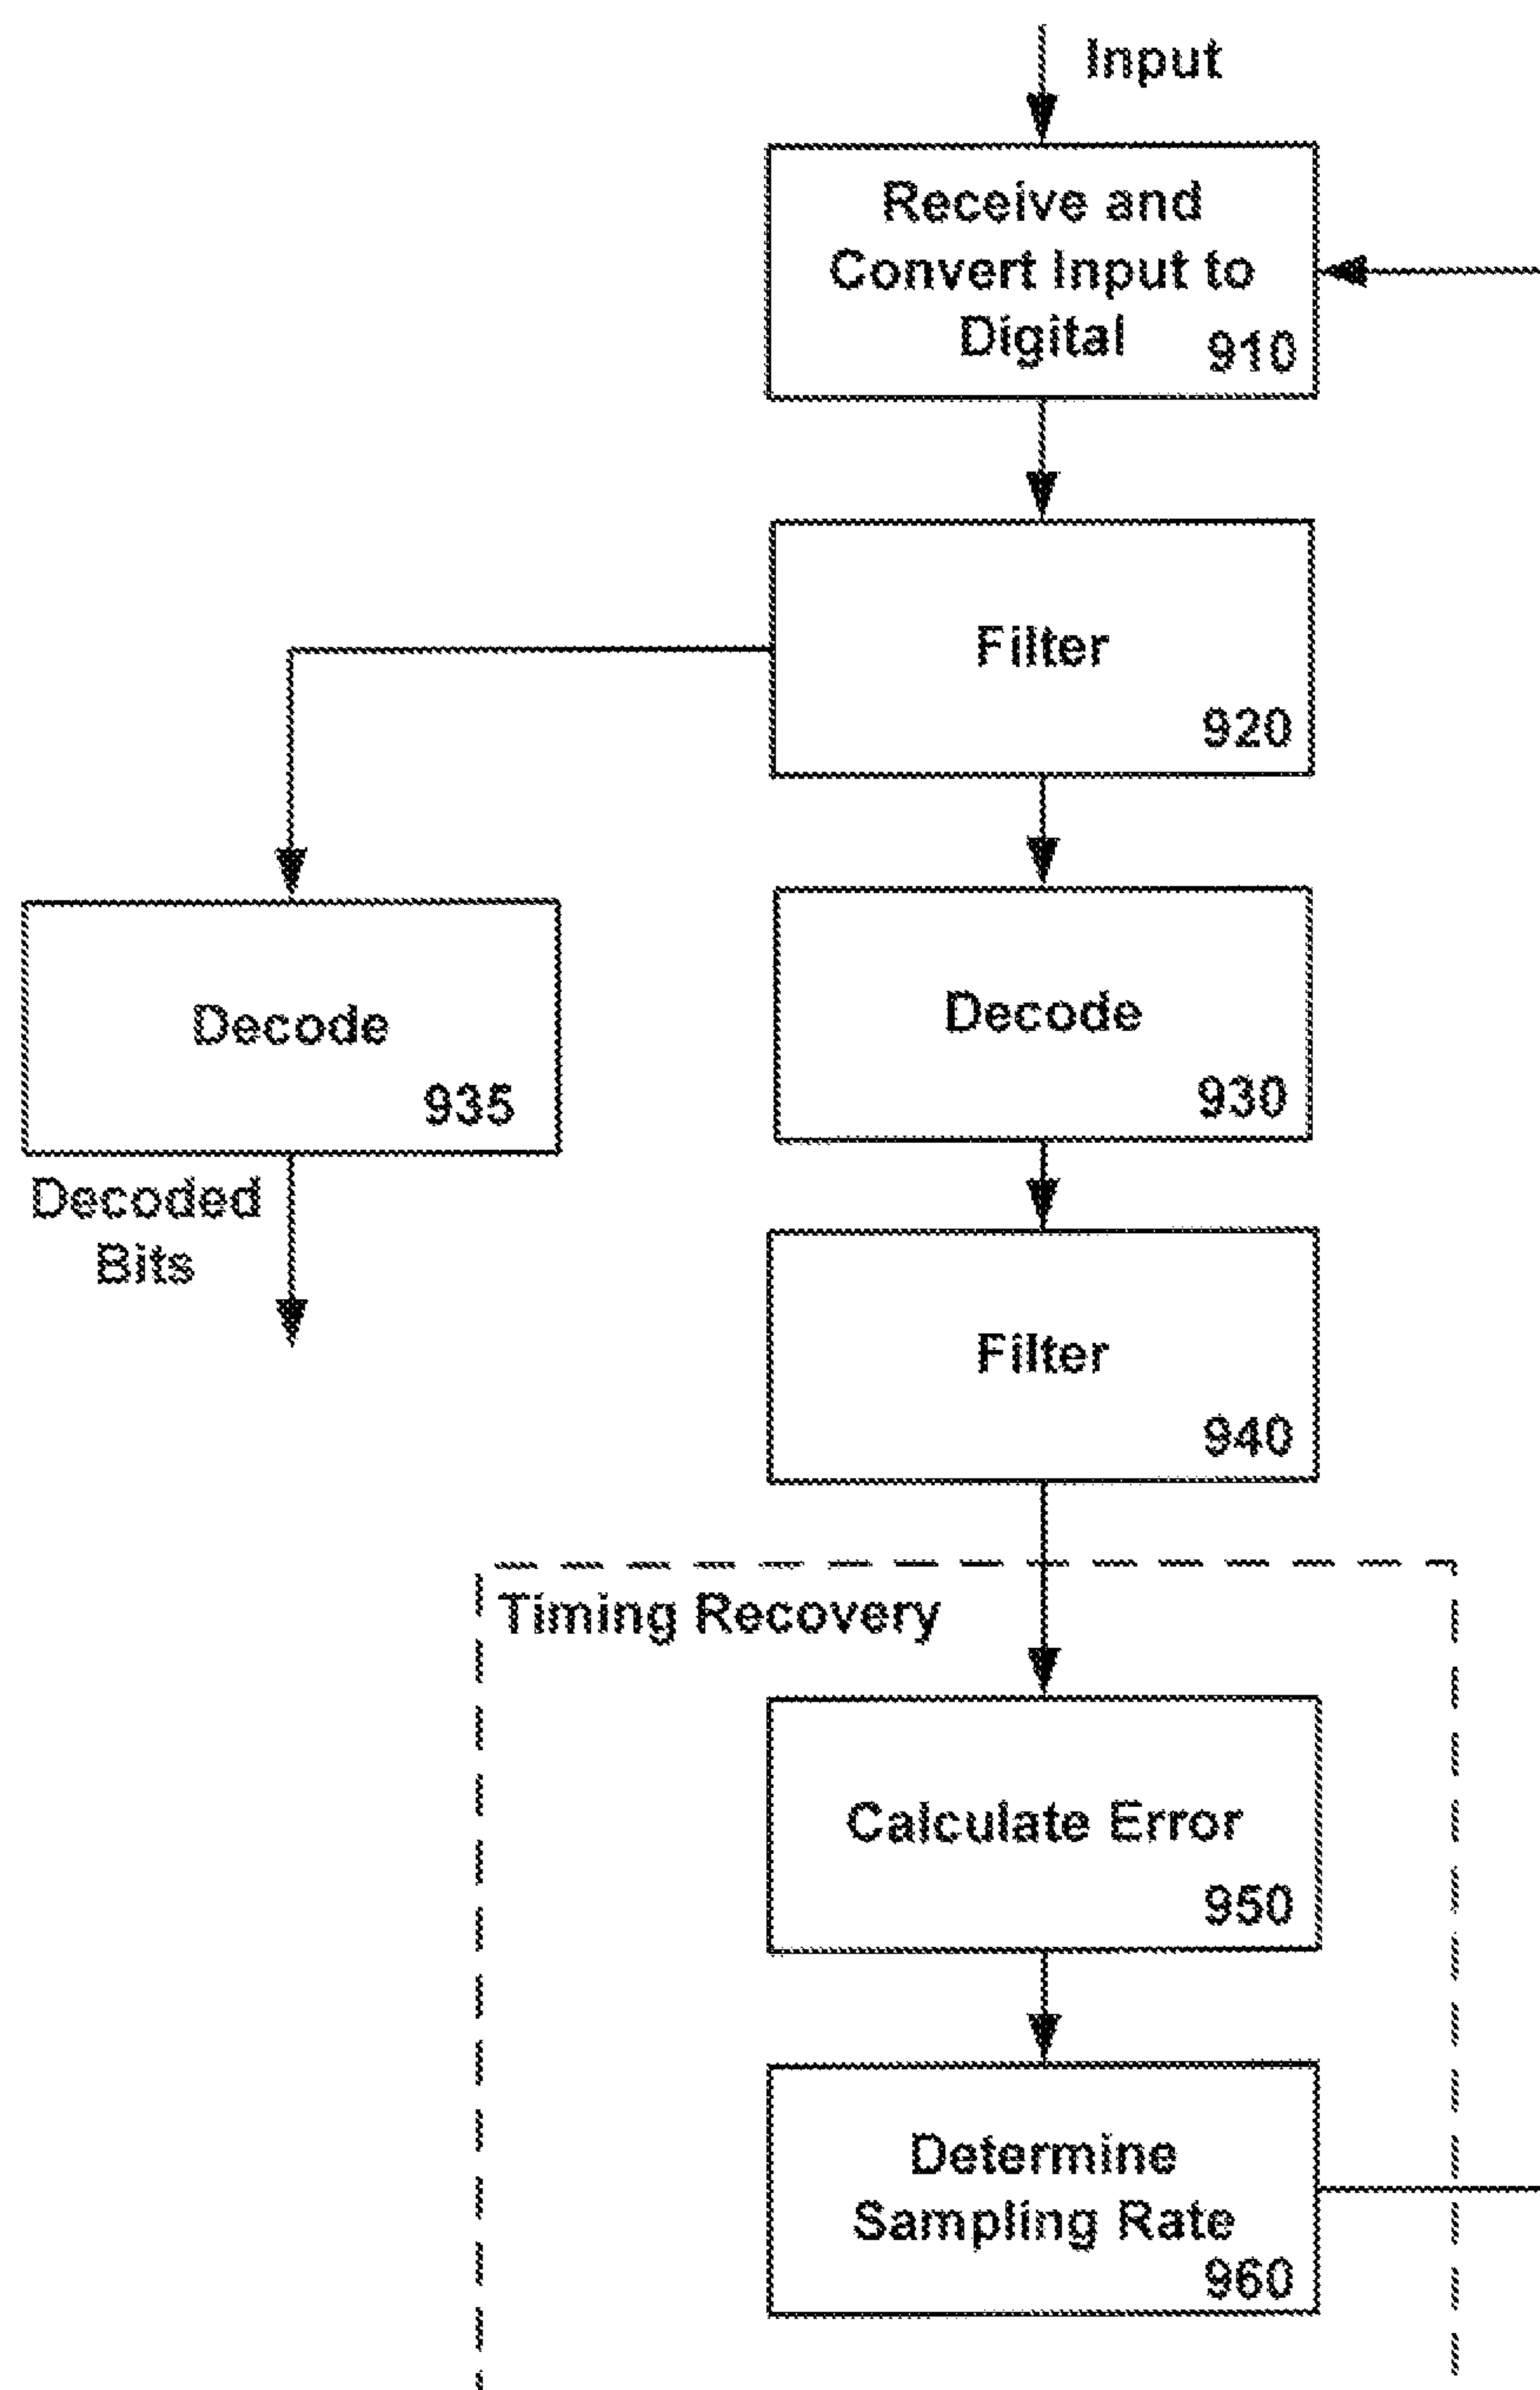 Input
Receive and
Convert Input to
Digital
910
Filter
920
Decode
935
Decoded
Bits
Decode
930
Filter
940
Timing Recovery
Calculate Error
950
Determine
Sampling Rate
960